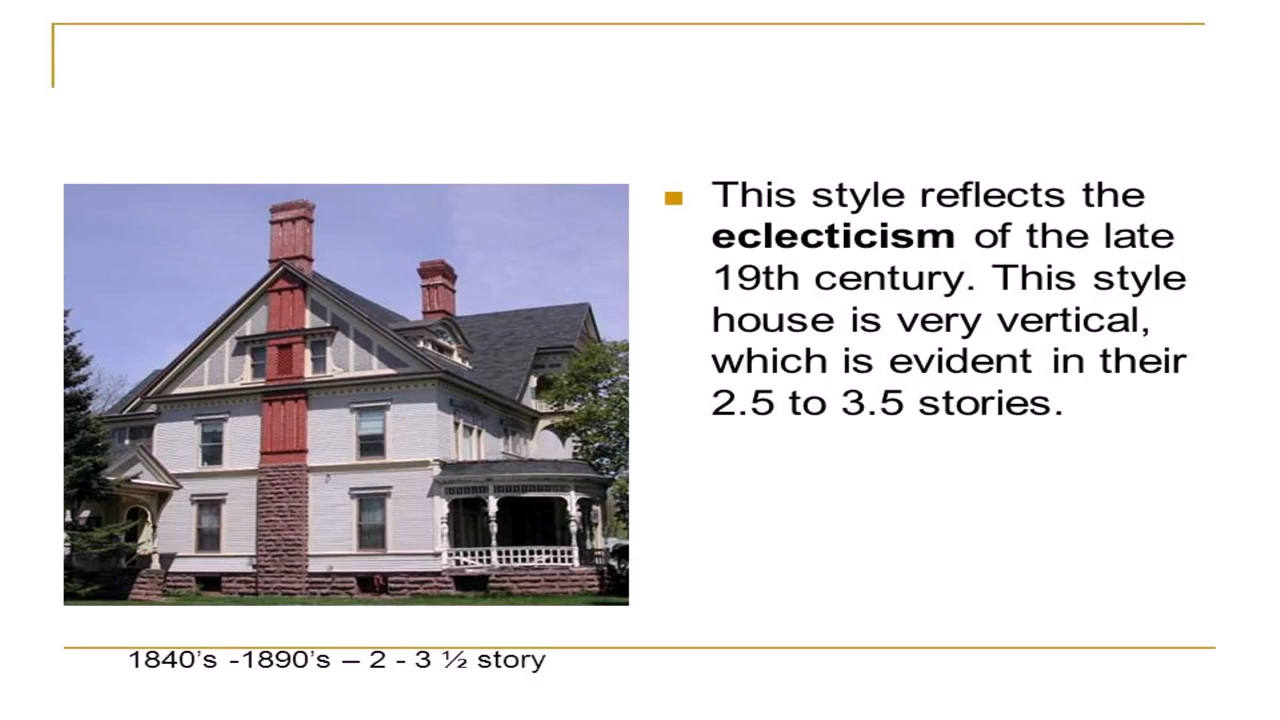 This style reflects the
eclecticism of the late
19th century. This style
house is very vertical,
which is evident in their
2.5 to 3.5 stories.
1840’s -1890’s – 2 - 3 ½ story